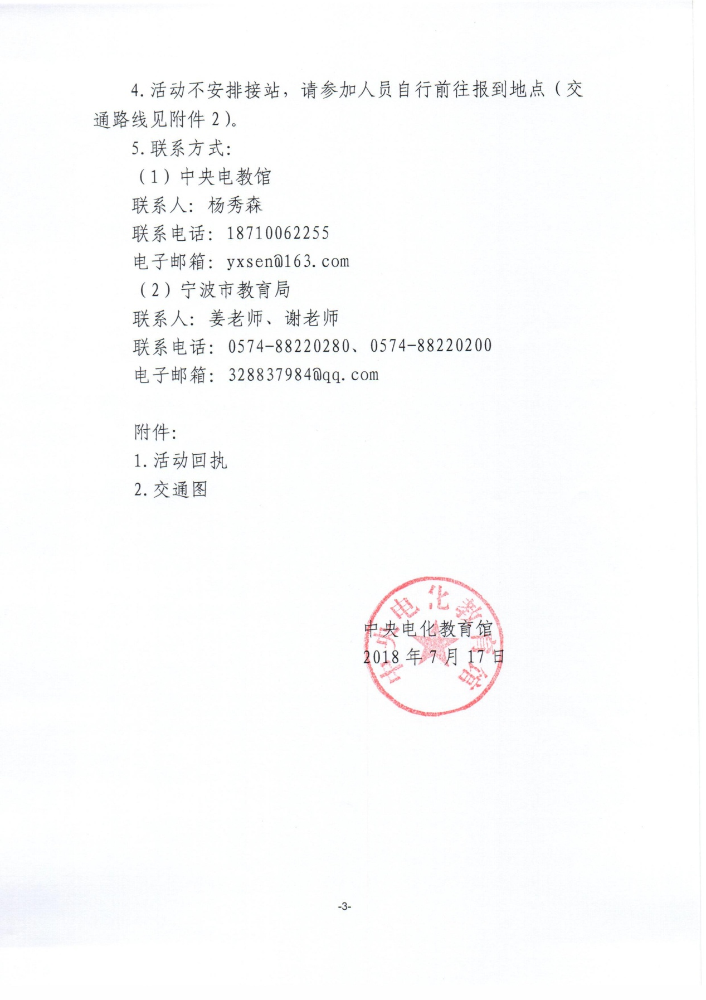 4.活动不安排接站，请参加人员自行前往报到地点（交
通路线见附件 2）。
5.联系方式：
（1）中央电教馆
联系人：杨秀森
联系电话：18710062255
电子邮箱：yxsen@163.com
（2）宁波市教育局
联系人：姜老师、谢老师
联系电话：0574-88220280、0574-88220200
电子邮箱：328837984@qq.com
附件：
1.活动回执
2.交通图
中央电化教育馆
中央电化教育馆
2018 年 7 月 17 日
-3-